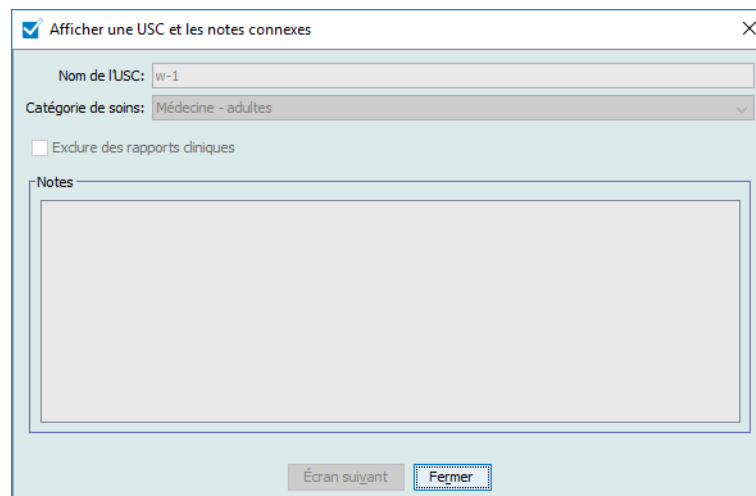 Afficher une USC et les notes connexes
Nom de l'USC: w-1
Catégorie de soins: Médecine - adultes
Exclure des rapports cliniques
Notes
Écran suivant Fermer